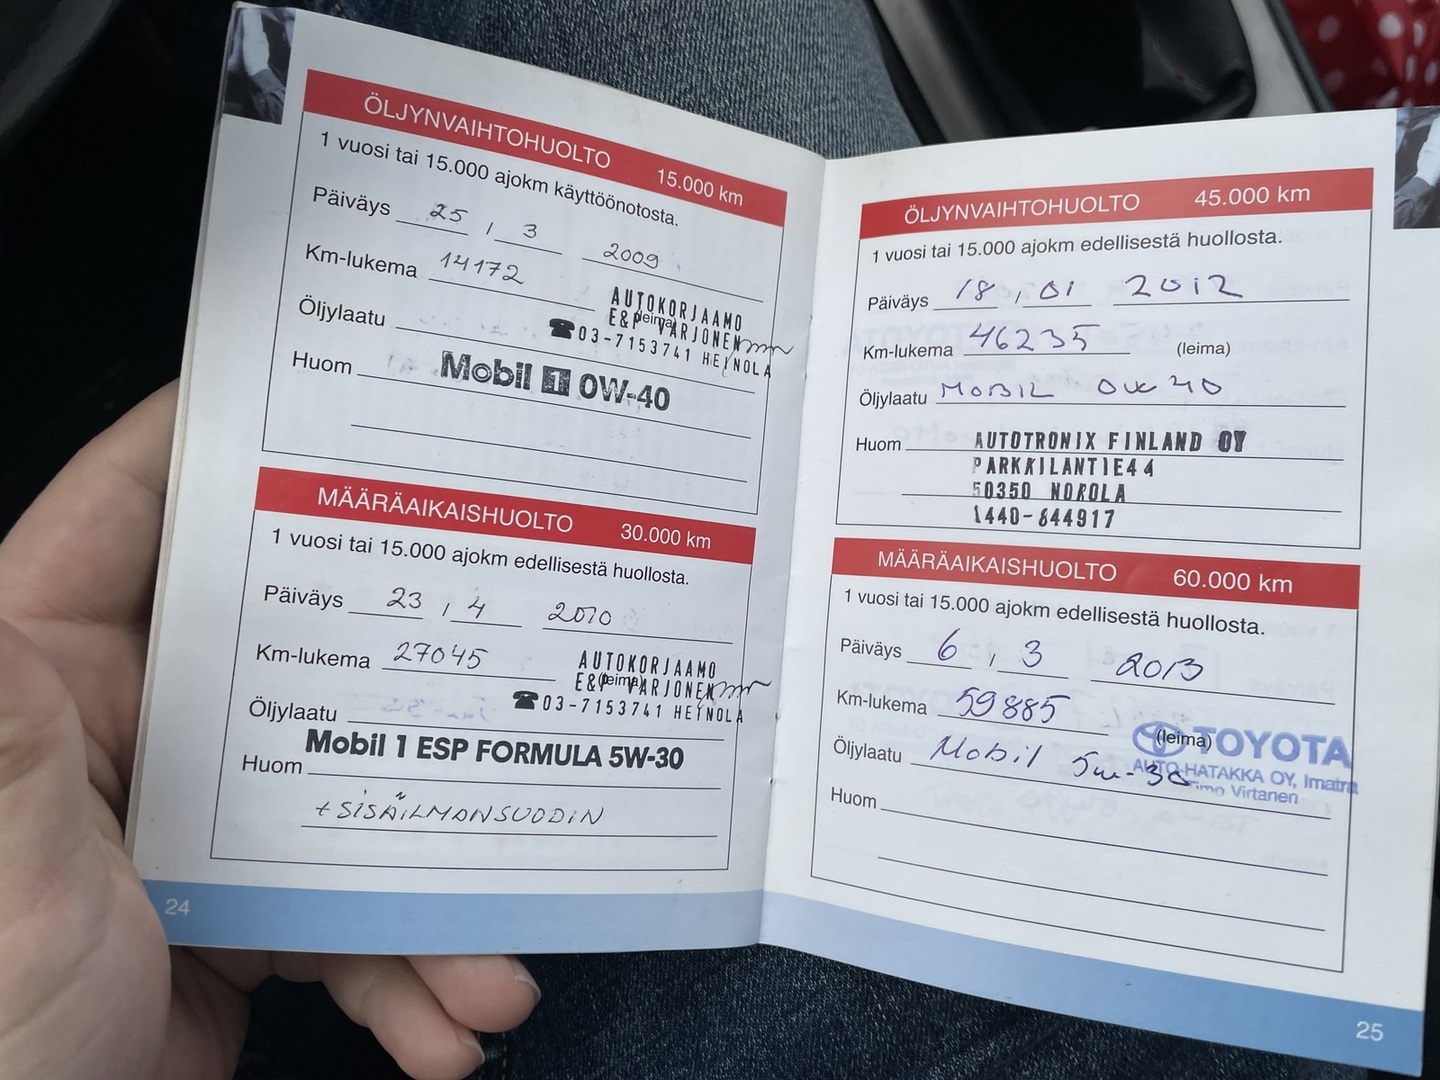 ÖLJYNVAIHTOHUOLTO 15.000 km
1 vuosi tai 15.000 ajokm käyttöönotosta.
Päiväys 25 / 3 2009
Km-lukema 14172
AUTOKORJAAMO
(leima)
E&P VARJONEN
☎03-7153741 HEINOLA
Öljylaatu
Mobil 1 0W-40
Huom
MÄÄRÄAIKAISHUOLTO 30.000 km
1 vuosi tai 15.000 ajokm edellisestä huollosta.
Päiväys 23 / 4 2010
Km-lukema 27045
AUTOKORJAAMO
(leima)
E&P VARJONEN
☎03-7153741 HEINOLA
Öljylaatu
Mobil 1 ESP FORMULA 5W-30
Huom
+ SISÄILMANSUODIN
24
ÖLJYNVAIHTOHUOLTO 45.000 km
1 vuosi tai 15.000 ajokm edellisestä huollosta.
Päiväys 18 / 01 2012
Km-lukema 46235 (leima)
Öljylaatu MOBIL 0W40
Huom AUTOTRONIX FINLAND OY
PARKKILANTIE44
50350 NOROLA
1440-644917
MÄÄRÄAIKAISHUOLTO 60.000 km
1 vuosi tai 15.000 ajokm edellisestä huollosta.
Päiväys 6 / 3 2013
Km-lukema 59885 (leima)
TOYOTA
AUTO-HATAKKA OY, Imatra
Timo Virtanen
Öljylaatu Mobil 5w-30
Huom
25